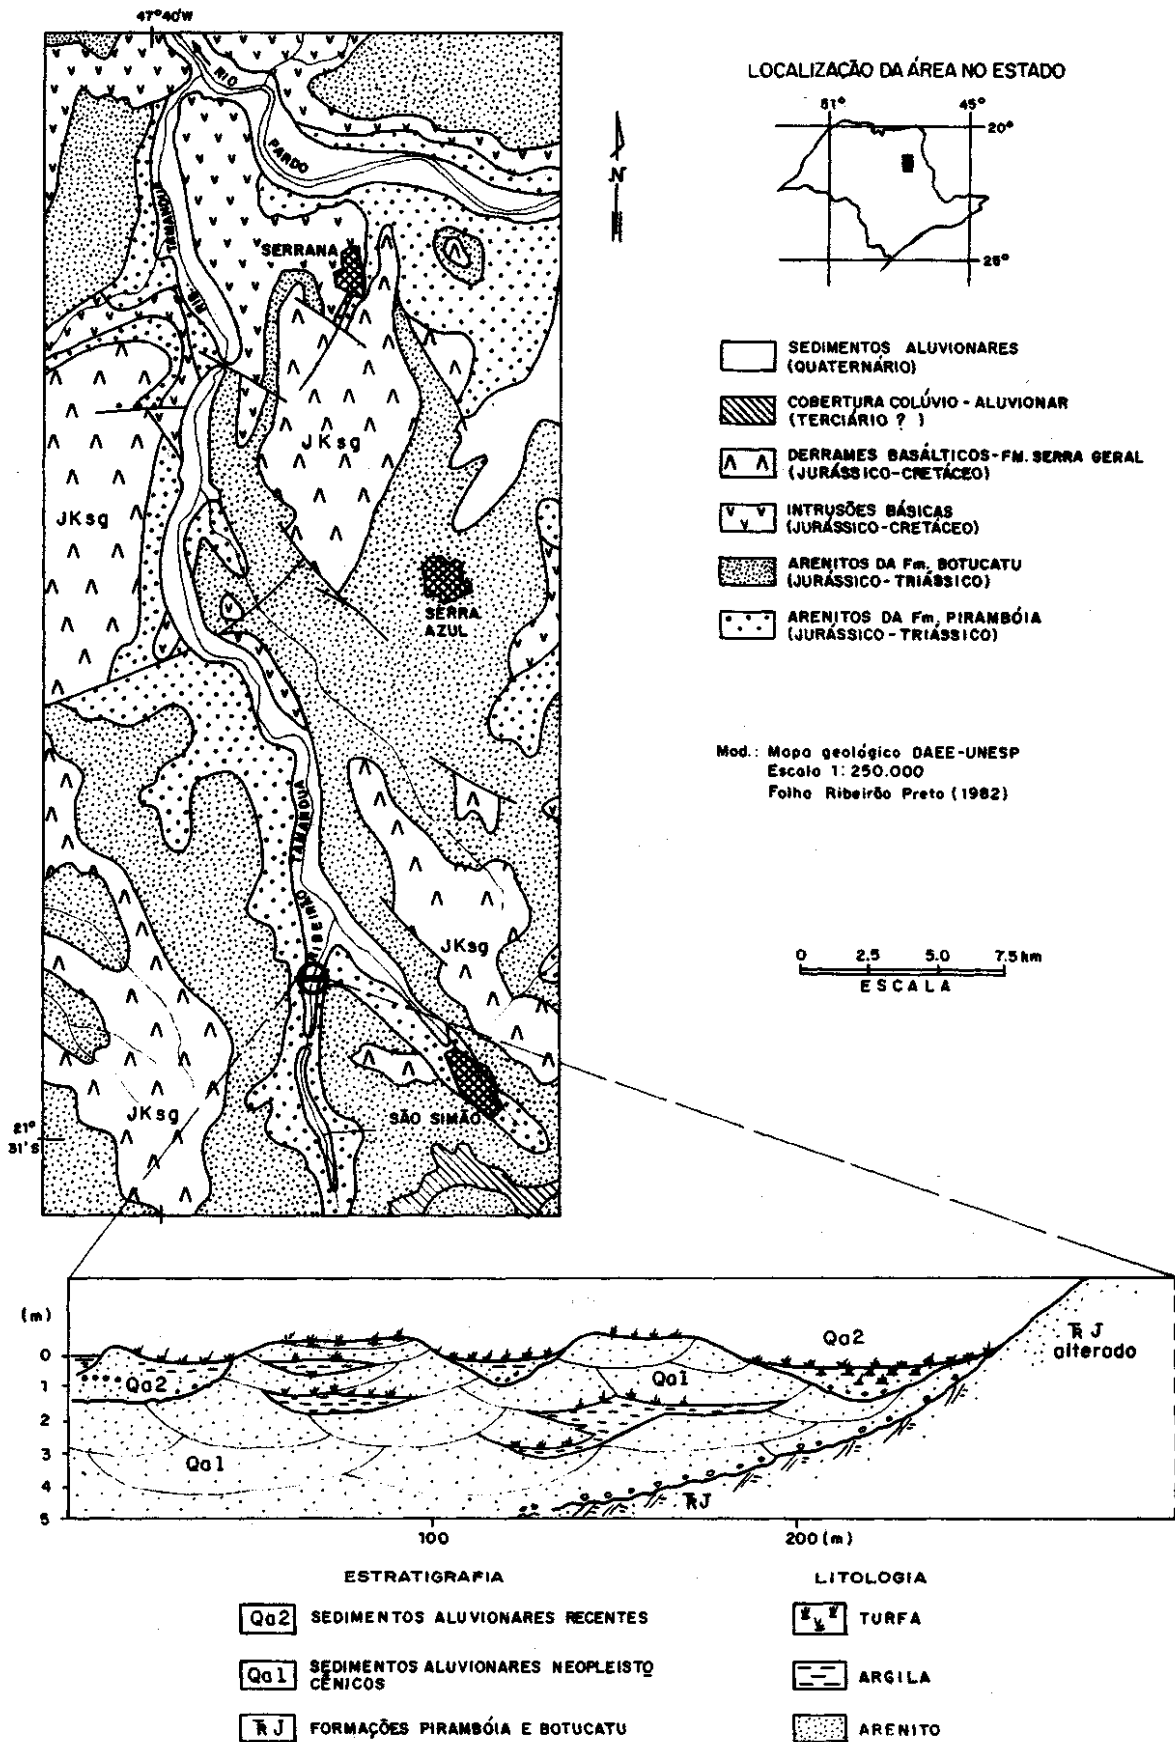 47°40'W
RIO
PARDO
TAMANDUÁ
RIB.
SERRANA
JKsg
JKsg
SERRA
AZUL
TAMANDUÁ
RIBEIRÃO
JKsg
JKsg
SÃO SIMÃO
21°
31'S
N
LOCALIZAÇÃO DA ÁREA NO ESTADO
51°
45°
20°
25°
SEDIMENTOS ALUVIONARES
(QUATERNÁRIO)
COBERTURA COLÚVIO-ALUVIONAR
(TERCIÁRIO ? )
DERRAMES BASÁLTICOS-FM. SERRA GERAL
(JURÁSSICO-CRETÁCEO)
INTRUSÕES BÁSICAS
(JURÁSSICO-CRETÁCEO)
ARENITOS DA Fm. BOTUCATU
(JURÁSSICO-TRIÁSSICO)
ARENITOS DA Fm. PIRAMBÓIA
(JURÁSSICO-TRIÁSSICO)
Mod.: Mapa geológico DAEE-UNESP
Escala 1:250.000
Folha Ribeirão Preto (1982)
0 2.5 5.0 7.5 km
ESCALA
(m)
0
1
2
3
4
5
Qa2
Qa1
Qa1
Qa2
TRJ
alterado
TRJ
100
200 (m)
ESTRATIGRAFIA
Qa2 SEDIMENTOS ALUVIONARES RECENTES
Qa1 SEDIMENTOS ALUVIONARES NEOPLEISTO
CÊNICOS
TRJ FORMAÇÕES PIRAMBÓIA E BOTUCATU
LITOLOGIA
TURFA
ARGILA
ARENITO